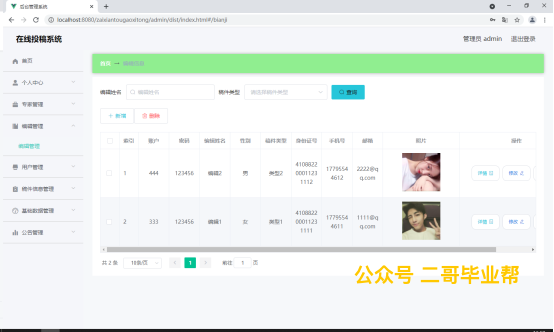 后台管理系统
localhost:8080/zaixiantougaoxitong/admin/dist/index.html#/bianji
在线投稿系统
管理员 admin
退出登录
首页
个人中心
专家管理
编辑管理
编辑管理
用户管理
稿件信息管理
基础数据管理
公告管理
编辑姓名 编辑姓名 稿件类型 请选择稿件类型 查询
+ 新增 删除
索引 账户 密码 编辑姓名 性别 稿件类型 身份证号 手机号 邮箱 照片 操作
1 444 123456 编辑2 男 类型2 410882200011231112 17795544612 2222@qq.com 详情 修改
2 333 123456 编辑1 女 类型1 410882200011231111 17795544611 1111@qq.com 详情 修改
共 2 条 10条/页 1 前往 1 页
公众号 二哥毕业帮